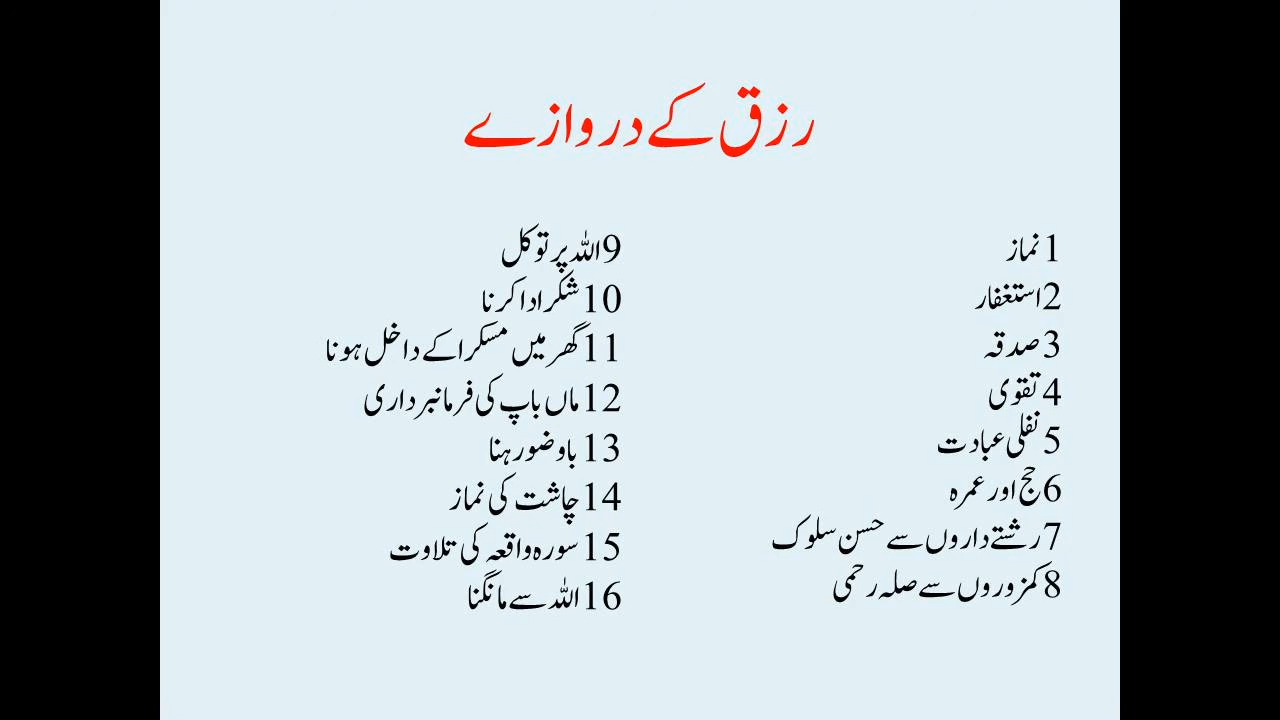 رزق کے دروازے
1 نماز
2 استغفار
3 صدقہ
4 تقوی
5 نفلی عبادت
6 حج اور عمرہ
7 رشتے داروں سے حسن سلوک
8 کمزوروں سے صلہ رحمی
9 اللہ پر توکل
10 شکر ادا کرنا
11 گھر میں مسکرا کے داخل ہونا
12 ماں باپ کی فرمانبرداری
13 باوضو رہنا
14 چاشت کی نماز
15 سورہ واقعہ کی تلاوت
16 اللہ سے مانگنا